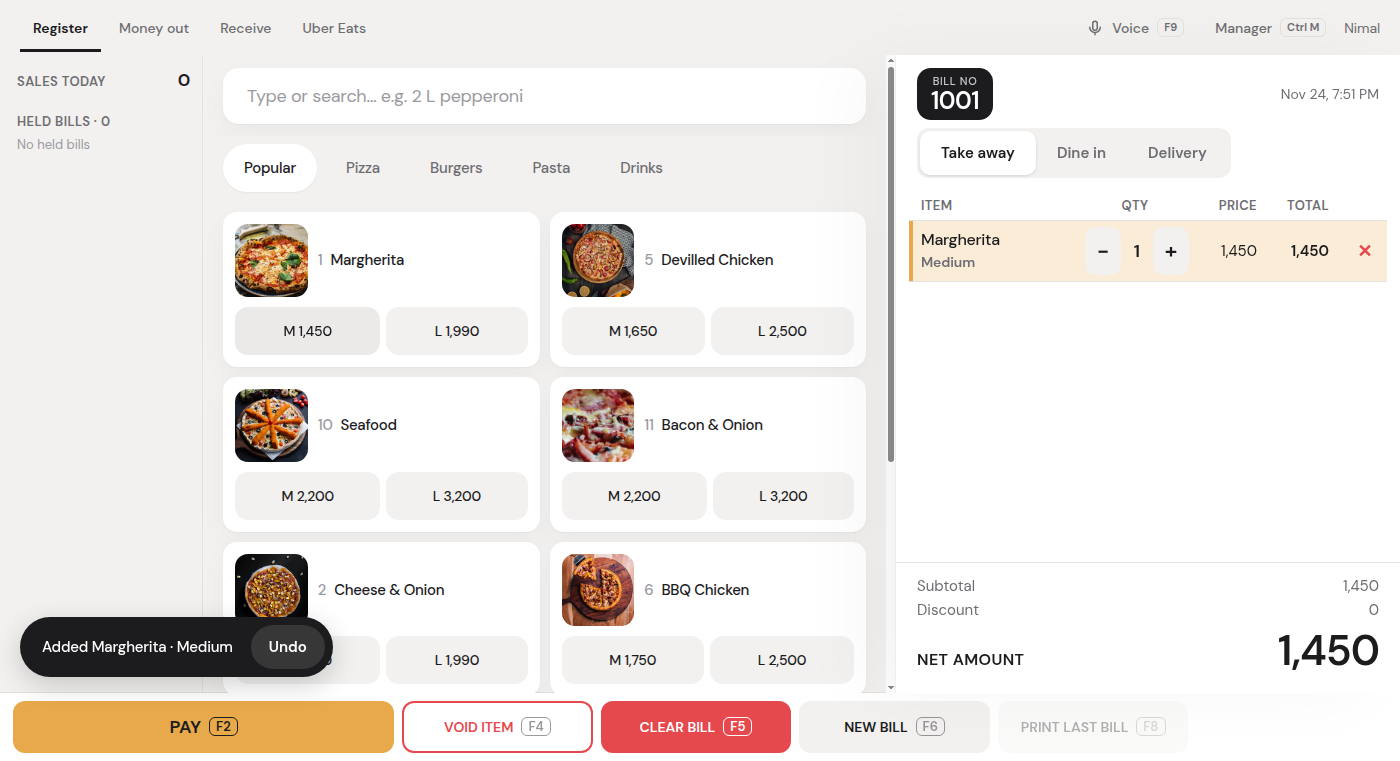 Register Money out Receive Uber Eats Voice F9 Manager Ctrl M Nimal
SALES TODAY 0
HELD BILLS · 0
No held bills
Type or search... e.g. 2 L pepperoni
Popular Pizza Burgers Pasta Drinks
1 Margherita
M 1,450 L 1,990
5 Devilled Chicken
M 1,650 L 2,500
10 Seafood
M 2,200 L 3,200
11 Bacon & Onion
M 2,200 L 3,200
2 Cheese & Onion
L 1,990
6 BBQ Chicken
M 1,750 L 2,500
Added Margherita · Medium Undo
BILL NO
1001
Nov 24, 7:51 PM
Take away Dine in Delivery
ITEM QTY PRICE TOTAL
Margherita
Medium
− 1 + 1,450 1,450 ✕
Subtotal 1,450
Discount 0
NET AMOUNT 1,450
PAY F2 VOID ITEM F4 CLEAR BILL F5 NEW BILL F6 PRINT LAST BILL F8